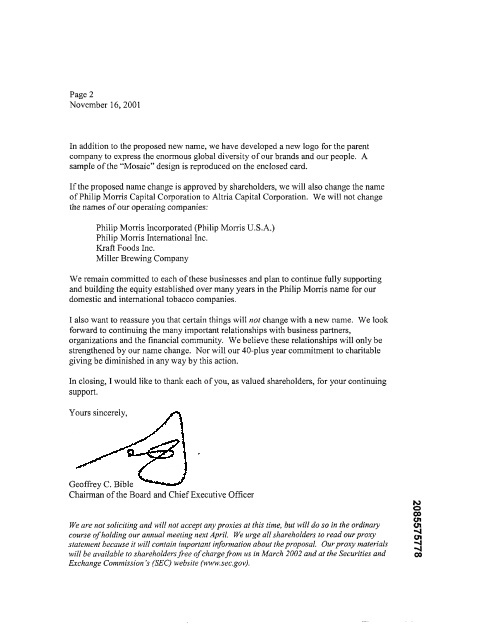 Page 2
November 16, 2001
In addition to the proposed new name, we have developed a new logo for the parent
company to express the enormous global diversity of our brands and our people. A
sample of the "Mosaic" design is reproduced on the enclosed card.
If the proposed name change is approved by shareholders, we will also change the name
of Philip Morris Capital Corporation to Altria Capital Corporation. We will not change
the names of our operating companies:
Philip Morris Incorporated (Philip Morris U.S.A.)
Philip Morris International Inc.
Kraft Foods Inc.
Miller Brewing Company
We remain committed to each of these businesses and plan to continue fully supporting
and building the equity established over many years in the Philip Morris name for our
domestic and international tobacco companies.
I also want to reassure you that certain things will not change with a new name. We look
forward to continuing the many important relationships with business partners,
organizations and the financial community. We believe these relationships will only be
strengthened by our name change. Nor will our 40-plus year commitment to charitable
giving be diminished in any way by this action.
In closing, I would like to thank each of you, as valued shareholders, for your continuing
support.
Yours sincerely,
Geoffrey C. Bible
Chairman of the Board and Chief Executive Officer
We are not soliciting and will not accept any proxies at this time, but will do so in the ordinary
course of holding our annual meeting next April. We urge all shareholders to read our proxy
statement because it will contain important information about the proposal. Our proxy materials
will be available to shareholders free of charge from us in March 2002 and at the Securities and
Exchange Commission's (SEC) website (www.sec.gov).
2085575778